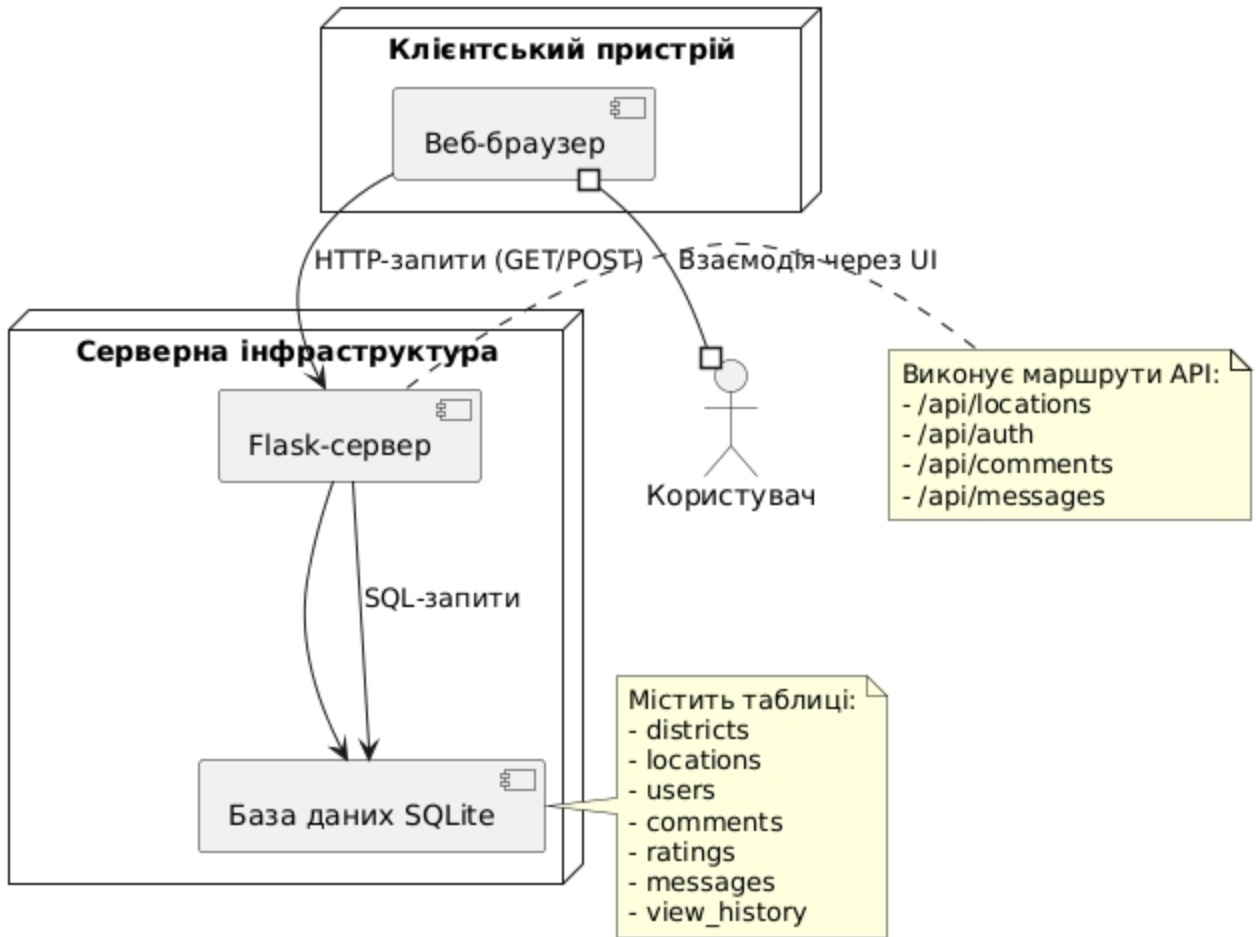 Клієнтський пристрій
Веб-браузер
HTTP-запити (GET/POST)
Взаємодія через UI
Серверна інфраструктура
Flask-сервер
Користувач
Виконує маршрути API:
- /api/locations
- /api/auth
- /api/comments
- /api/messages
SQL-запити
База даних SQLite
Містить таблиці:
- districts
- locations
- users
- comments
- ratings
- messages
- view_history